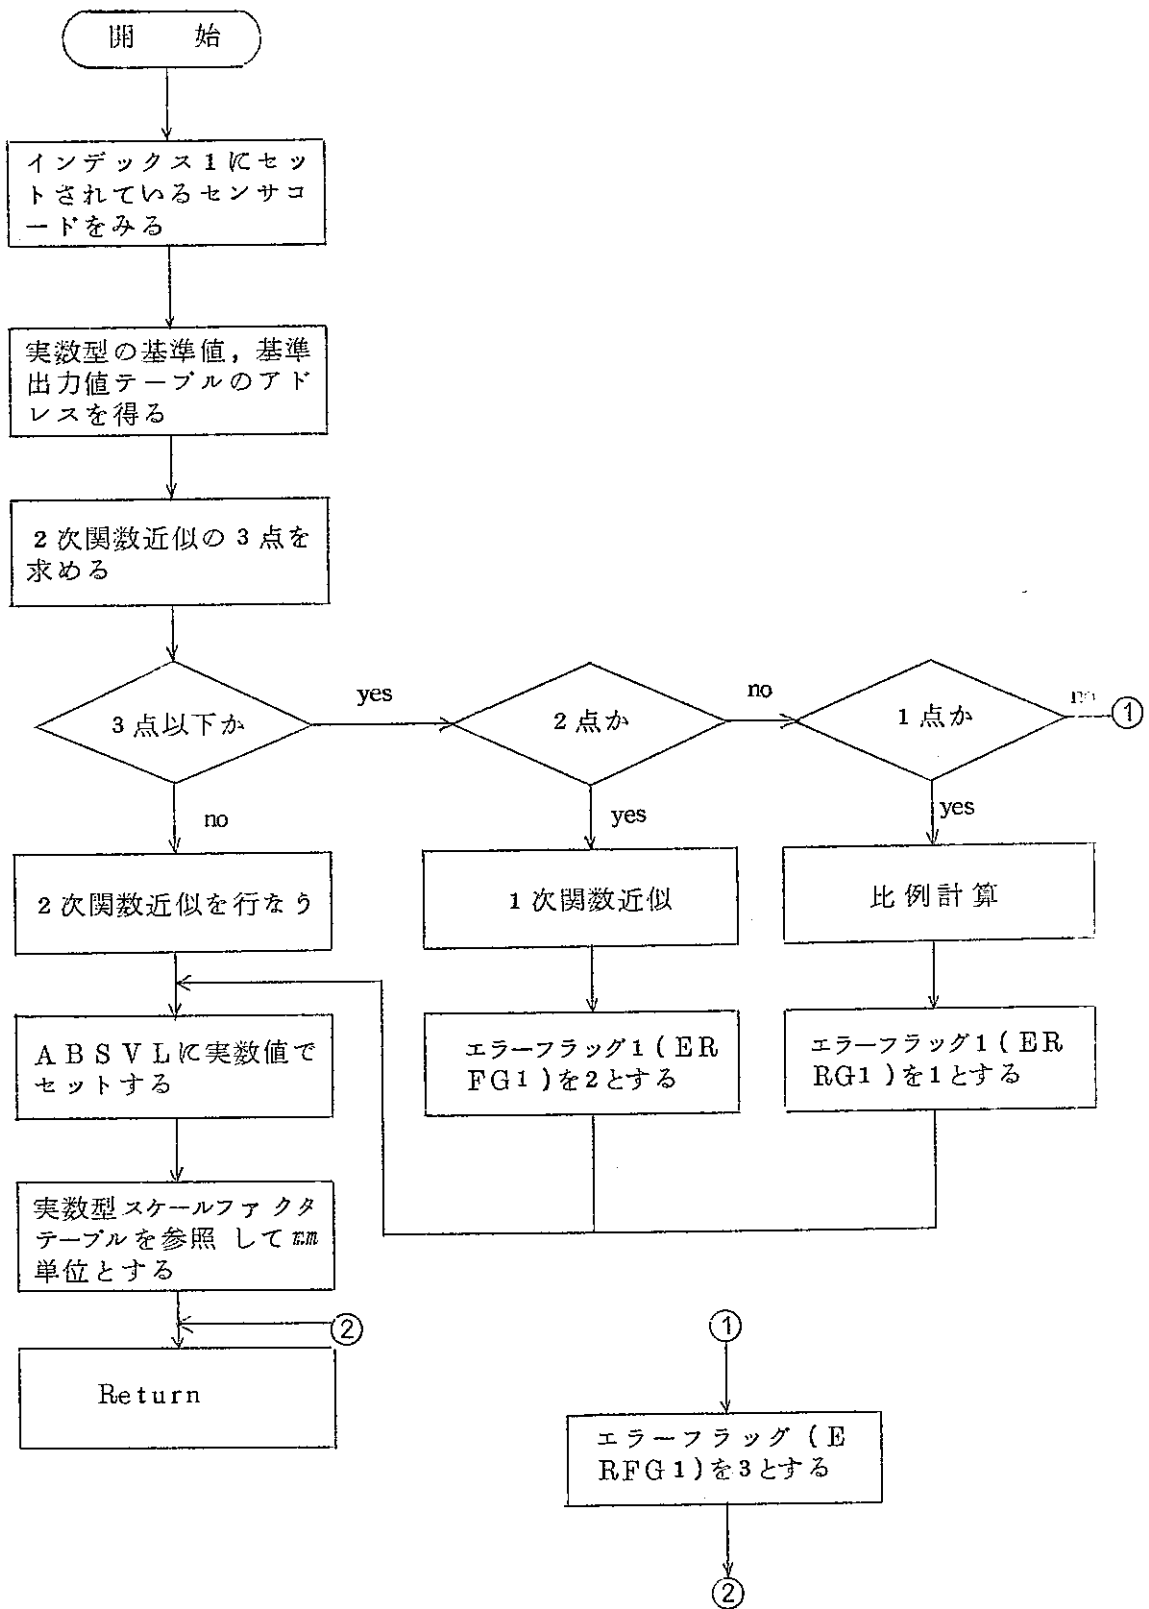 開 始
インデックス1にセッ
トされているセンサコ
ードをみる
実数型の基準値，基準
出力値テーブルのアド
レスを得る
2次関数近似の3点を
求める
3点以下か
yes
2点か
no
1点か
no
①
no
yes
yes
2次関数近似を行なう
1次関数近似
比例計算
ABSVLに実数値で
セットする
エラーフラッグ1(ER
FG1)を2とする
エラーフラッグ1(ER
RG1)を1とする
実数型スケールファクタ
テーブルを参照して㎜
単位とする
②
Return
①
エラーフラッグ(E
RFG1)を3とする
②